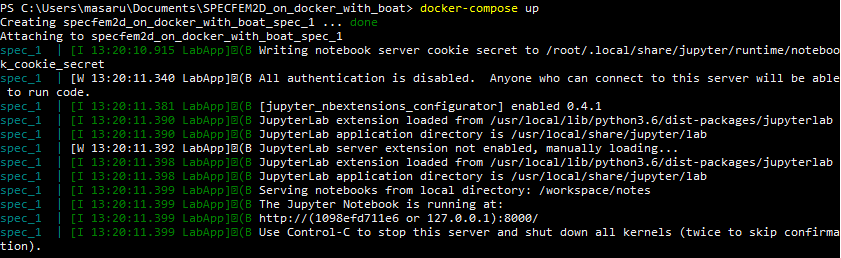 PS C:\Users\masaru\Documents\SPECFEM2D_on_docker_with_boat> docker-compose up
Creating specfem2d_on_docker_with_boat_spec_1 ... done
Attaching to specfem2d_on_docker_with_boat_spec_1
spec_1  | [I 13:20:10.915 LabApp]�(B Writing notebook server cookie secret to /root/.local/share/jupyter/runtime/noteboo
k_cookie_secret
spec_1  | [W 13:20:11.340 LabApp]�(B All authentication is disabled.  Anyone who can connect to this server will be able
 to run code.
spec_1  | [I 13:20:11.381 LabApp]�(B [jupyter_nbextensions_configurator] enabled 0.4.1
spec_1  | [I 13:20:11.390 LabApp]�(B JupyterLab extension loaded from /usr/local/lib/python3.6/dist-packages/jupyterlab
spec_1  | [I 13:20:11.390 LabApp]�(B JupyterLab application directory is /usr/local/share/jupyter/lab
spec_1  | [W 13:20:11.392 LabApp]�(B JupyterLab server extension not enabled, manually loading...
spec_1  | [I 13:20:11.398 LabApp]�(B JupyterLab extension loaded from /usr/local/lib/python3.6/dist-packages/jupyterlab
spec_1  | [I 13:20:11.398 LabApp]�(B JupyterLab application directory is /usr/local/share/jupyter/lab
spec_1  | [I 13:20:11.399 LabApp]�(B Serving notebooks from local directory: /workspace/notes
spec_1  | [I 13:20:11.399 LabApp]�(B The Jupyter Notebook is running at:
spec_1  | [I 13:20:11.399 LabApp]�(B http://(1098efd711e6 or 127.0.0.1):8000/
spec_1  | [I 13:20:11.399 LabApp]�(B Use Control-C to stop this server and shut down all kernels (twice to skip confirma
tion).